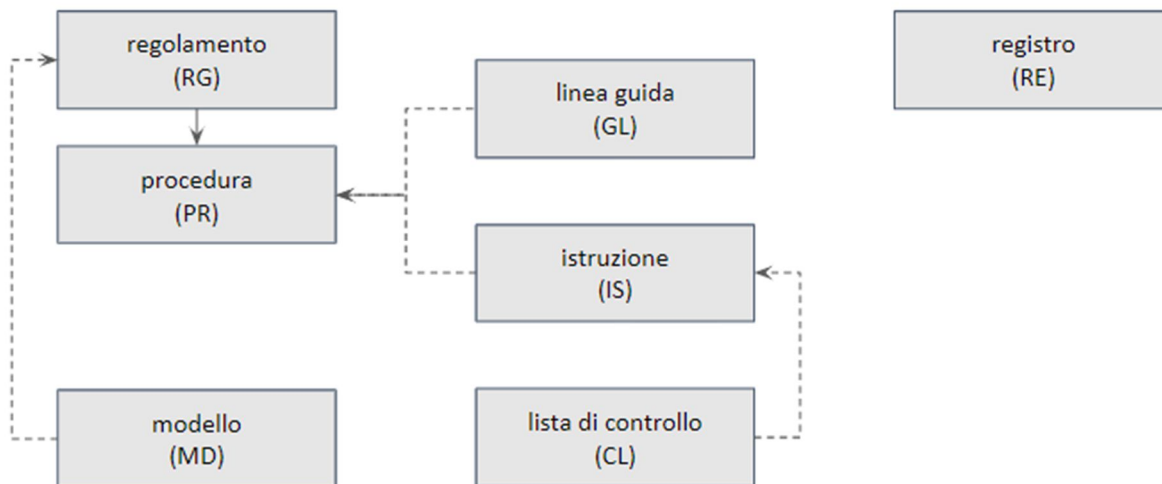 regolamento
(RG)
registro
(RE)
linea guida
(GL)
procedura
(PR)
istruzione
(IS)
modello
(MD)
lista di controllo
(CL)